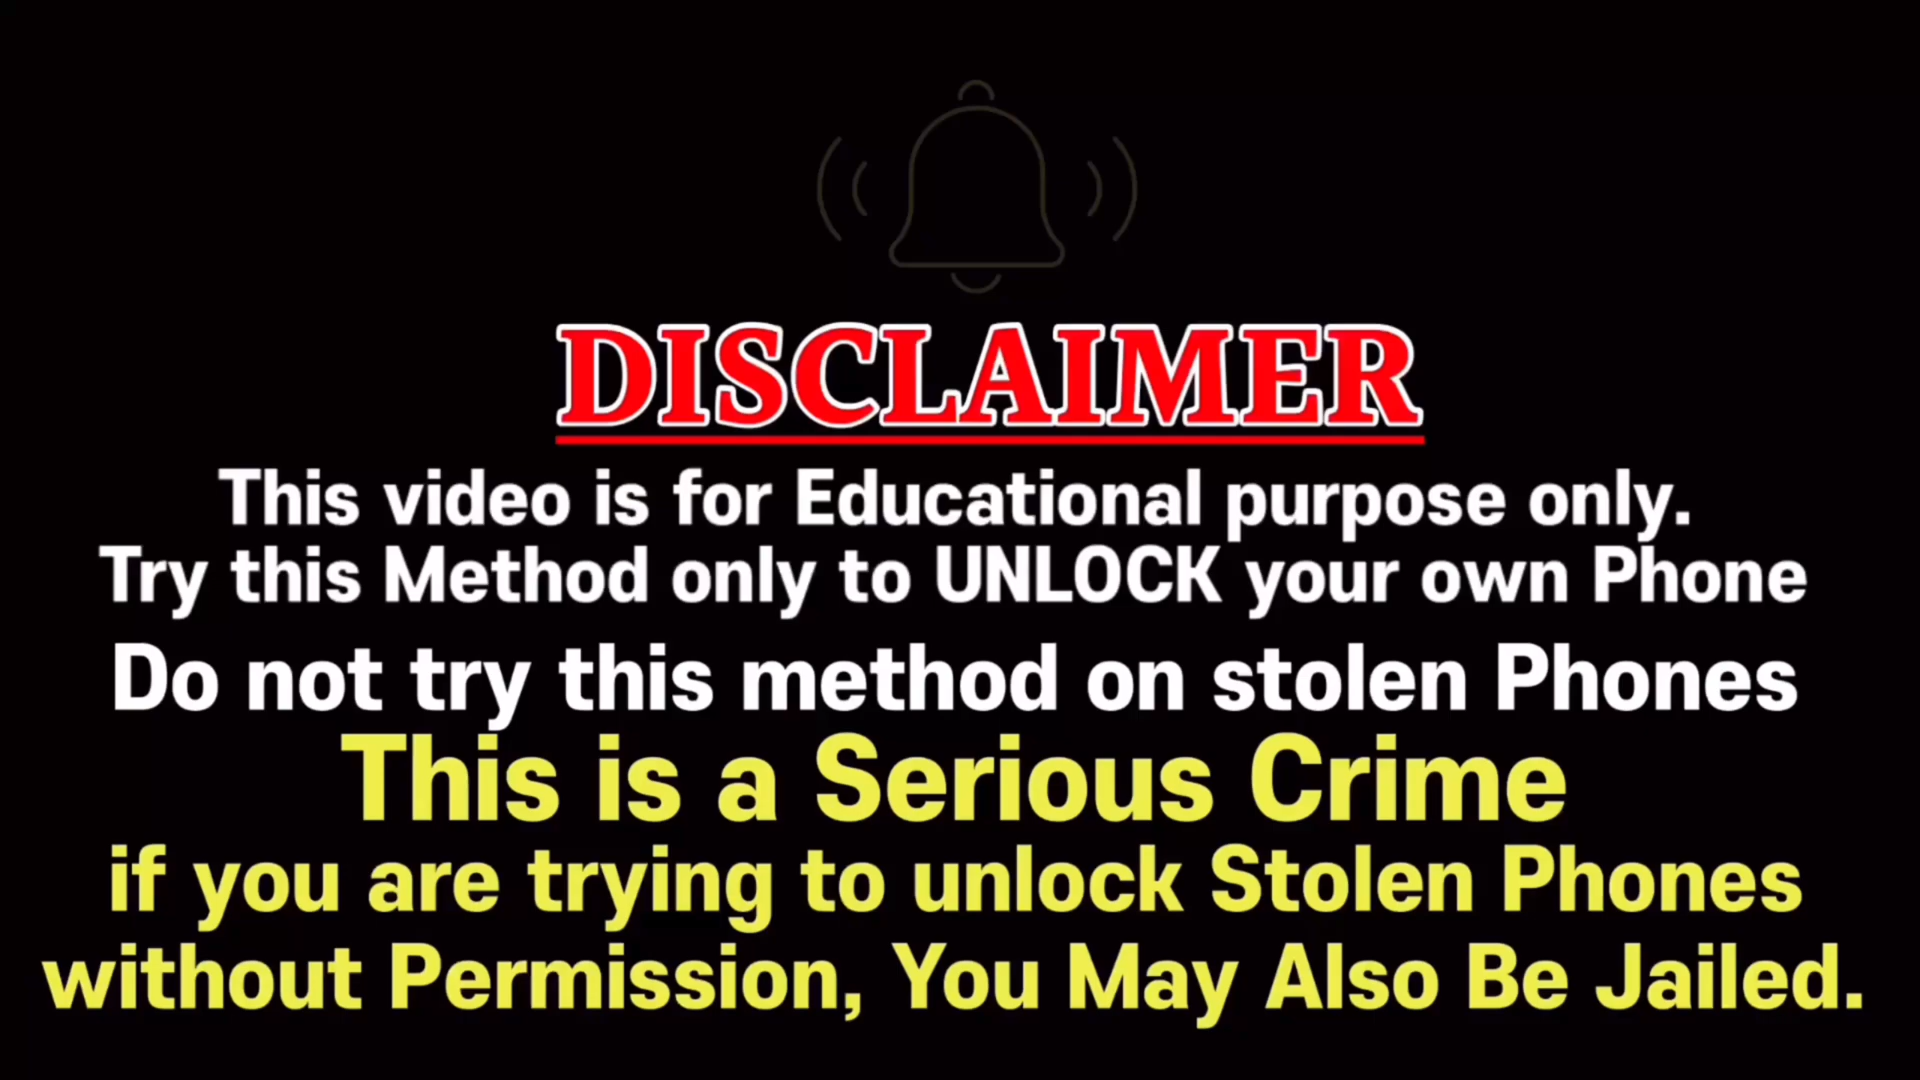 DISCLAIMER
This video is for Educational purpose only.
Try this Method only to UNLOCK your own Phone
Do not try this method on stolen Phones
This is a Serious Crime
if you are trying to unlock Stolen Phones
without Permission, You May Also Be Jailed.